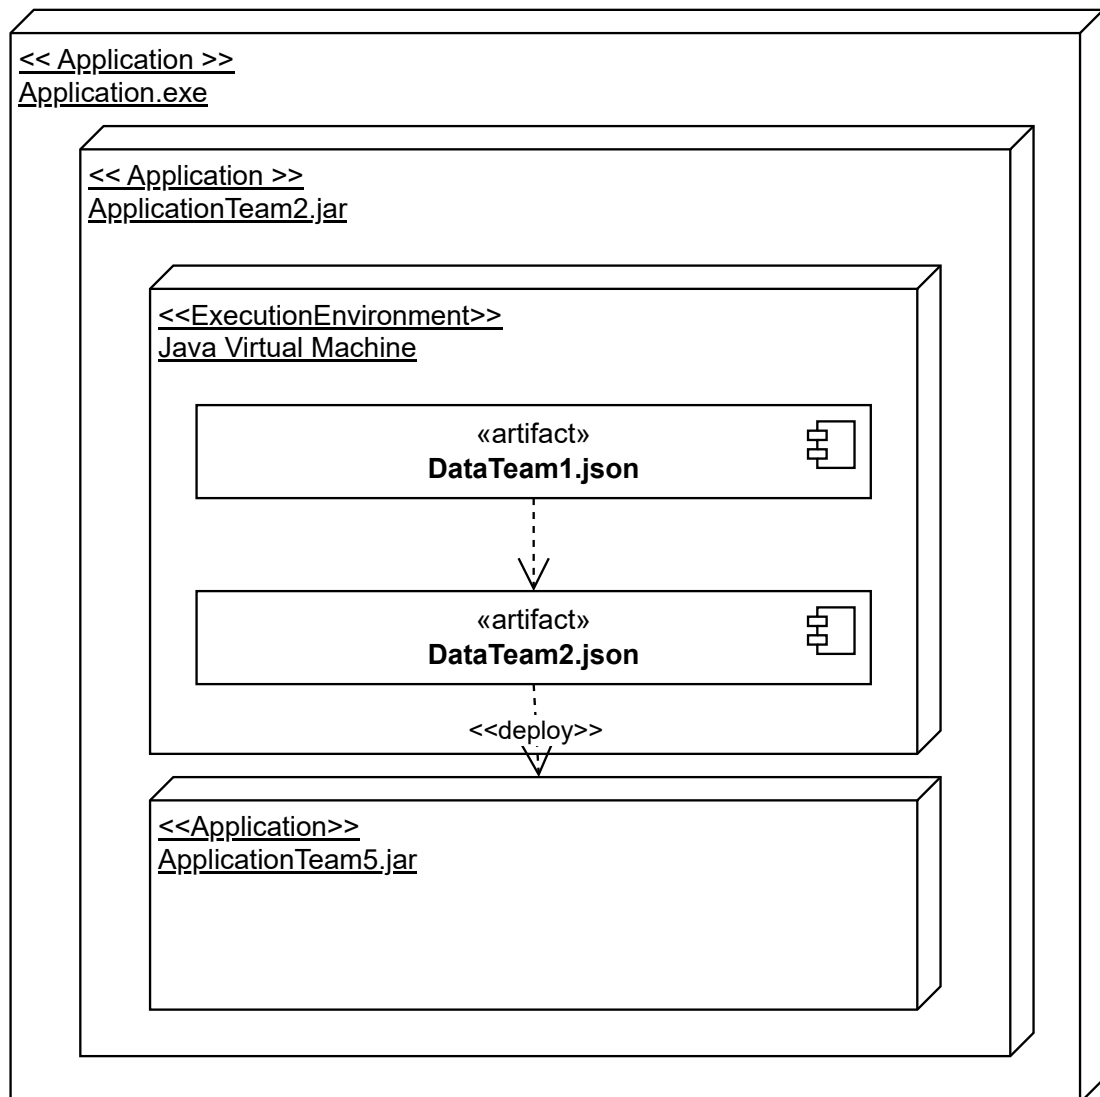 << Application >>
Application.exe
<< Application >>
ApplicationTeam2.jar
<<ExecutionEnvironment>>
Java Virtual Machine
«artifact»
DataTeam1.json
«artifact»
DataTeam2.json
<<deploy>>
<<Application>>
ApplicationTeam5.jar